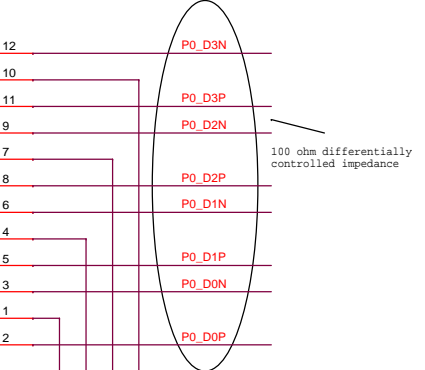 12 P0_D3N
10
11 P0_D3P
9 P0_D2N
7
8 P0_D2P
6 P0_D1N
4
5 P0_D1P
3 P0_D0N
1
2 P0_D0P
100 ohm differentially
controlled impedance